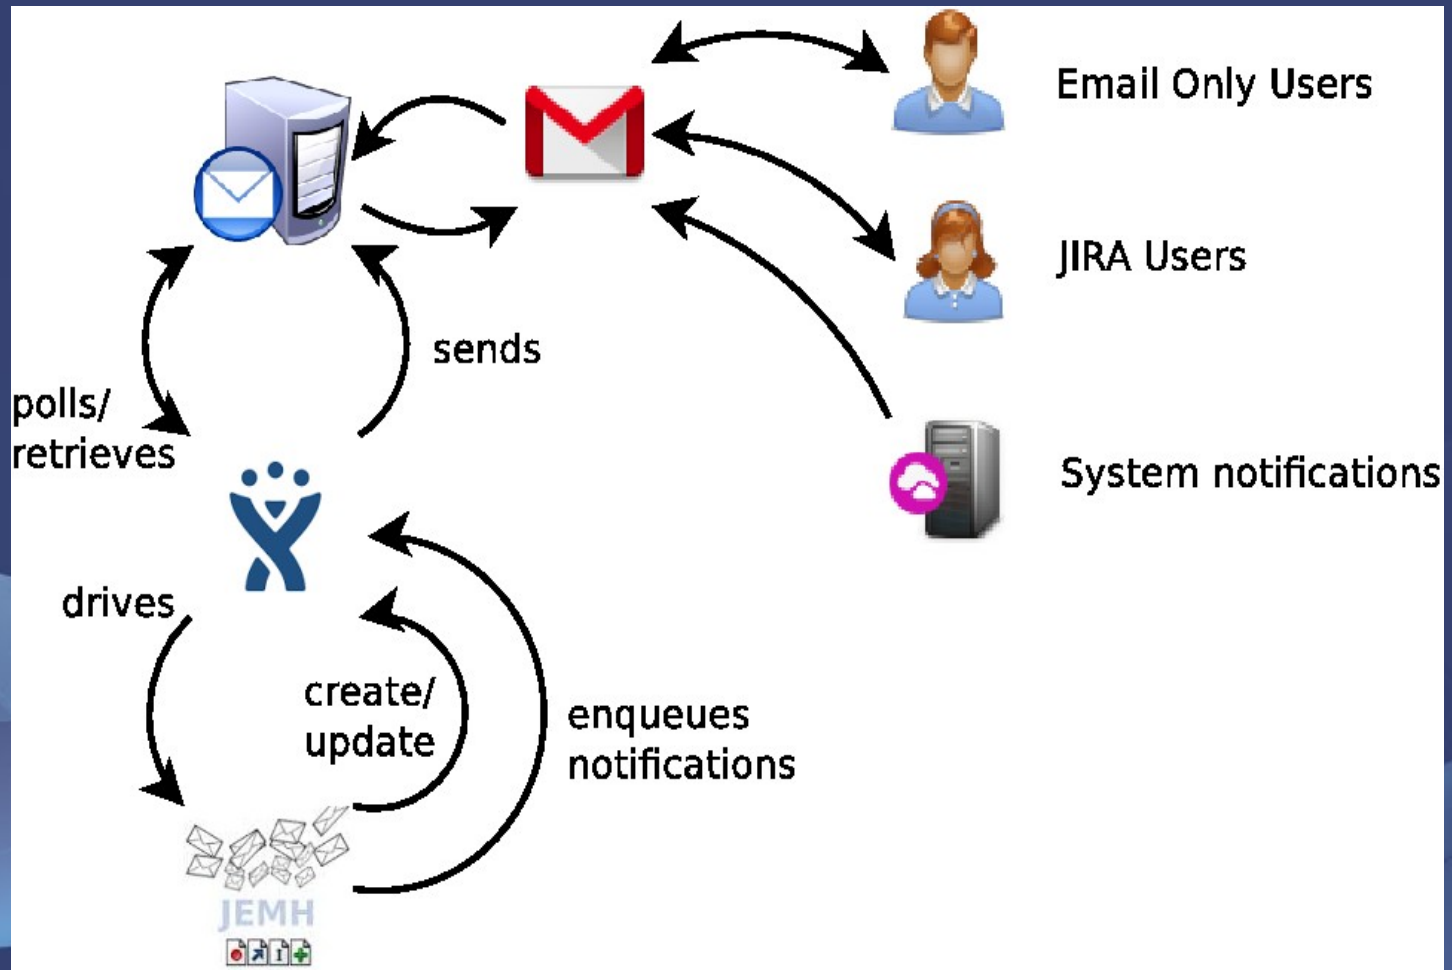 Email Only Users
JIRA Users
sends
polls/
retrieves
System notifications
drives
create/
update
enqueues
notifications
JEMH